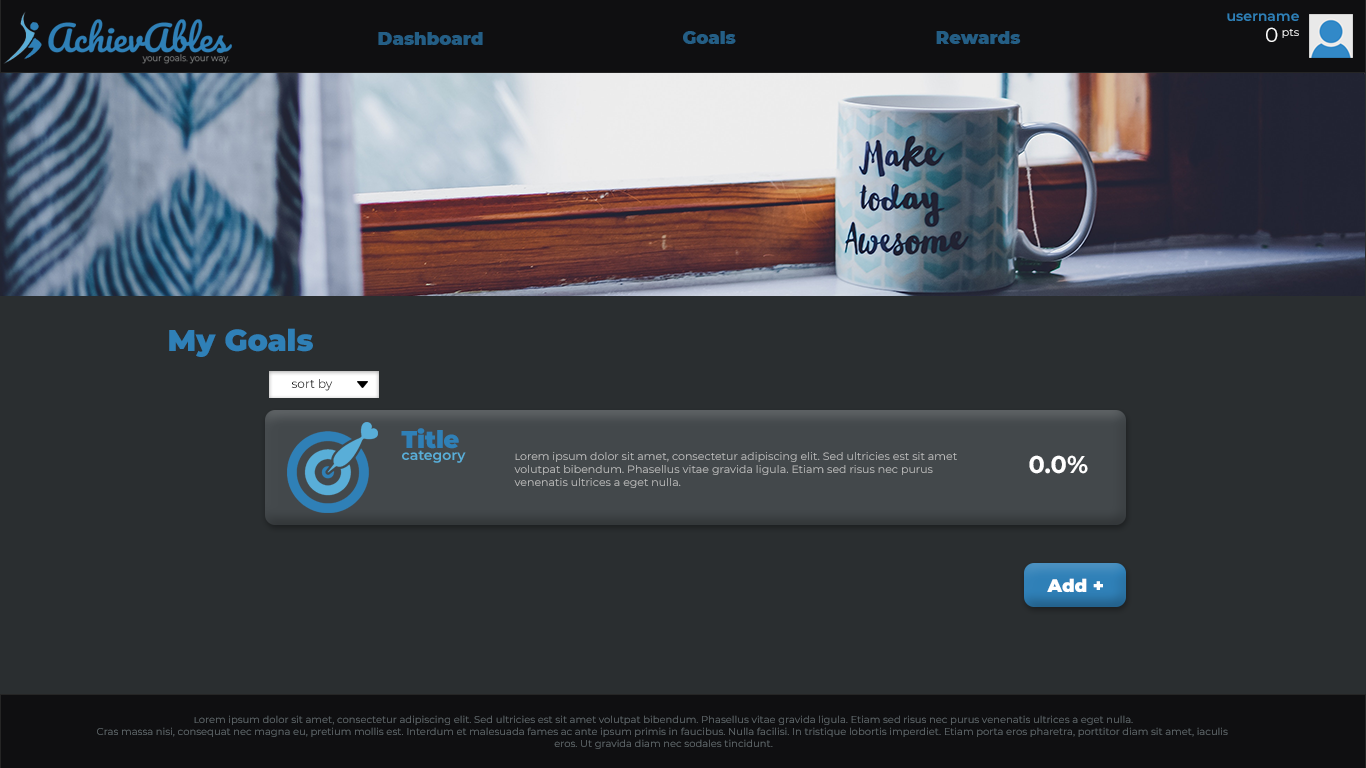 AchievAbles
your goals. your way.
Dashboard
Goals
Rewards
username
0 pts
Make
today
Awesome
My Goals
sort by
Title
category
Lorem ipsum dolor sit amet, consectetur adipiscing elit. Sed ultricies est sit amet
volutpat bibendum. Phasellus vitae gravida ligula. Etiam sed risus nec purus
venenatis ultrices a eget nulla.
0.0%
Add +
Lorem ipsum dolor sit amet, consectetur adipiscing elit. Sed ultricies est sit amet volutpat bibendum. Phasellus vitae gravida ligula. Etiam sed risus nec purus venenatis ultrices a eget nulla.
Cras massa nisi, consequat nec magna eu, pretium mollis est. Interdum et malesuada fames ac ante ipsum primis in faucibus. Nulla facilisi. In tristique lobortis imperdiet. Etiam porta eros pharetra, porttitor diam sit amet, iaculis
eros. Ut gravida diam nec sodales tincidunt.